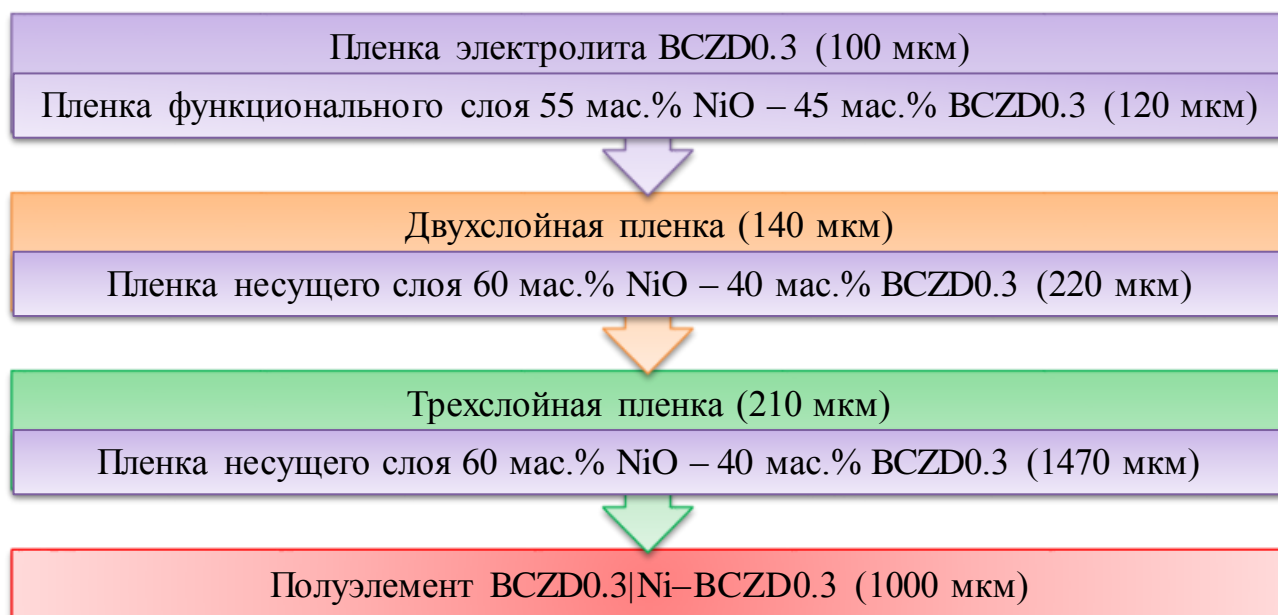 Пленка электролита BCZD0.3 (100 мкм)
Пленка функционального слоя 55 мас.% NiO – 45 мас.% BCZD0.3 (120 мкм)
Двухслойная пленка (140 мкм)
Пленка несущего слоя 60 мас.% NiO – 40 мас.% BCZD0.3 (220 мкм)
Трехслойная пленка (210 мкм)
Пленка несущего слоя 60 мас.% NiO – 40 мас.% BCZD0.3 (1470 мкм)
Полуэлемент BCZD0.3|Ni–BCZD0.3 (1000 мкм)